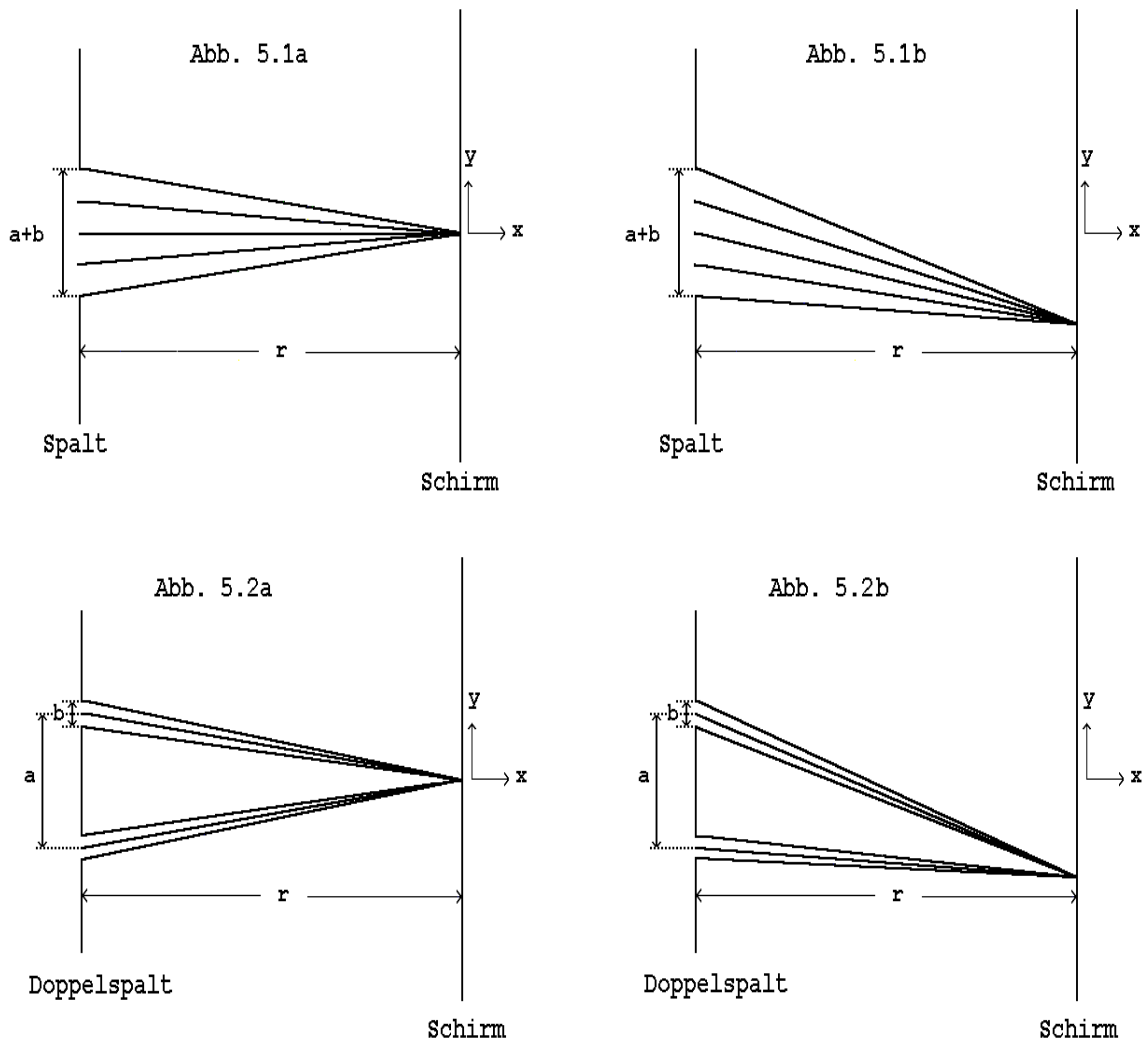 Abb. 5.1a
y
x
a+b
r
Spalt
Schirm
Abb. 5.1b
y
x
a+b
r
Spalt
Schirm
Abb. 5.2a
y
x
b
a
r
Doppelspalt
Schirm
Abb. 5.2b
y
x
b
a
r
Doppelspalt
Schirm